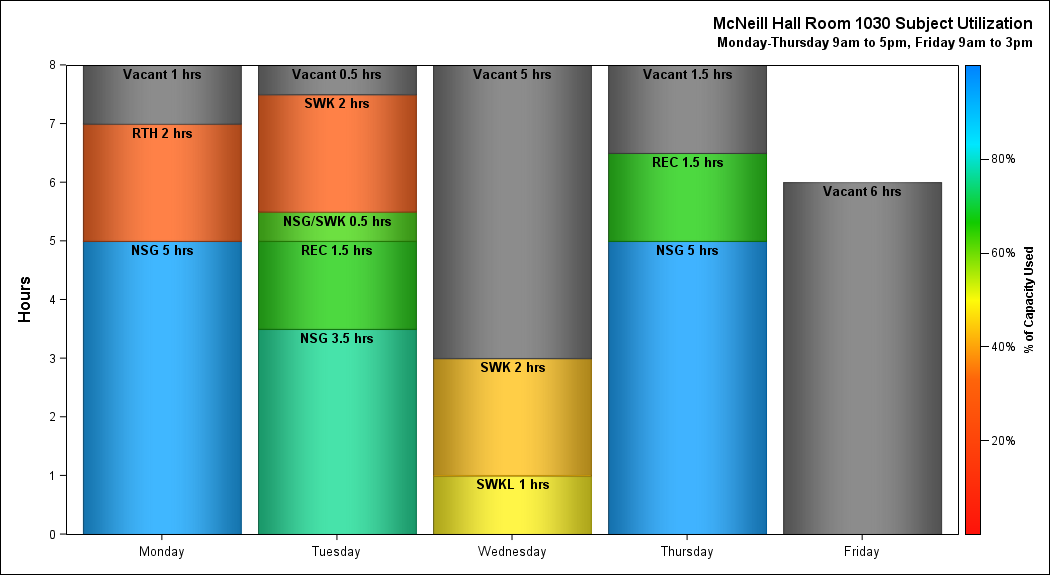 McNeill Hall Room 1030 Subject Utilization
Monday-Thursday 9am to 5pm, Friday 9am to 3pm
Hours
8
7
6
5
4
3
2
1
0
Vacant 1 hrs
RTH 2 hrs
NSG 5 hrs
Vacant 0.5 hrs
SWK 2 hrs
NSG/SWK 0.5 hrs
REC 1.5 hrs
NSG 3.5 hrs
Vacant 5 hrs
SWK 2 hrs
SWKL 1 hrs
Vacant 1.5 hrs
REC 1.5 hrs
NSG 5 hrs
Vacant 6 hrs
Monday
Tuesday
Wednesday
Thursday
Friday
80%
60%
40%
20%
% of Capacity Used